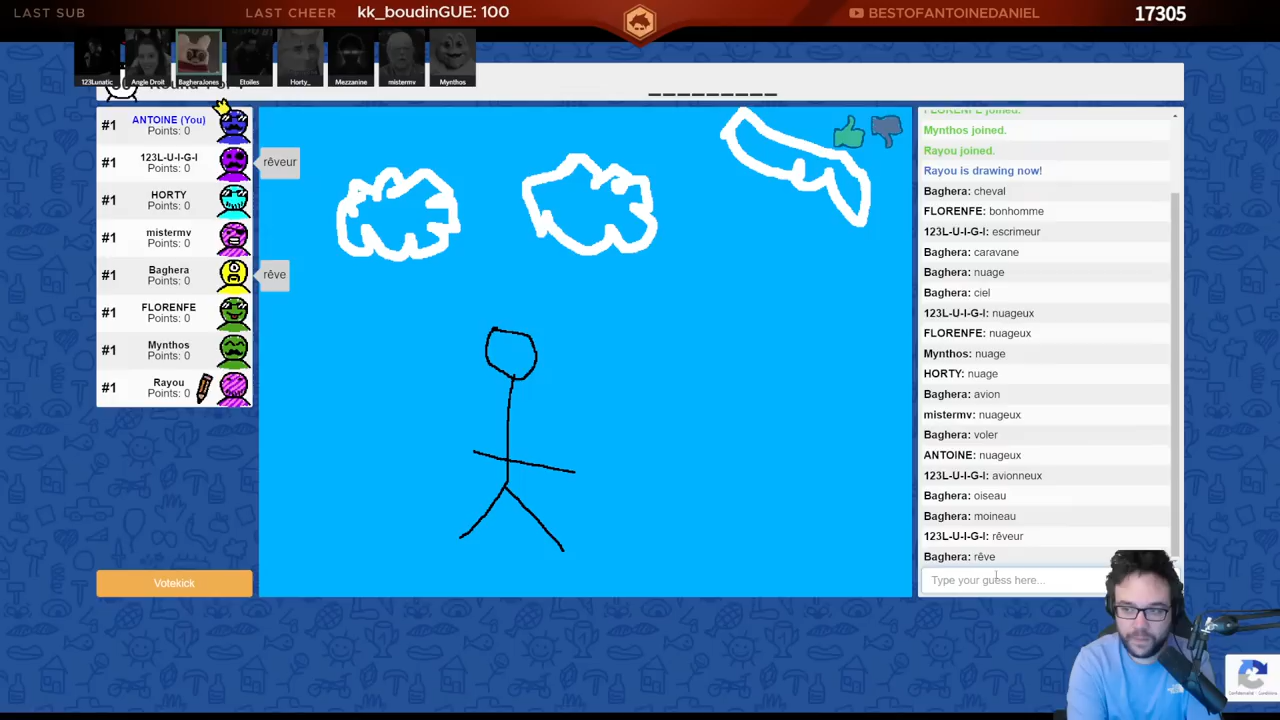 LAST SUB
LAST CHEER
kk_boudinGUE: 100
BESTOFANTOINEDANIEL
17305
123Lunatic
Angle Droit
BagheraJones
Etoiles
Horty_
Mezzanine
mistermv
Mynthos
_ _ _ _ _ _ _ _ _
#1 ANTOINE (You)
Points: 0
#1 123L-U-I-G-I
Points: 0
rêveur
#1 HORTY
Points: 0
#1 mistermv
Points: 0
#1 Baghera
Points: 0
rêve
#1 FLORENFE
Points: 0
#1 Mynthos
Points: 0
#1 Rayou
Points: 0
Votekick
FLORENFE joined.
Mynthos joined.
Rayou joined.
Rayou is drawing now!
Baghera: cheval
FLORENFE: bonhomme
123L-U-I-G-I: escrimeur
Baghera: caravane
Baghera: nuage
Baghera: ciel
123L-U-I-G-I: nuageux
FLORENFE: nuageux
Mynthos: nuage
HORTY: nuage
Baghera: avion
mistermv: nuageux
Baghera: voler
ANTOINE: nuageux
123L-U-I-G-I: avionneux
Baghera: oiseau
Baghera: moineau
123L-U-I-G-I: rêveur
Baghera: rêve
Type your guess here...